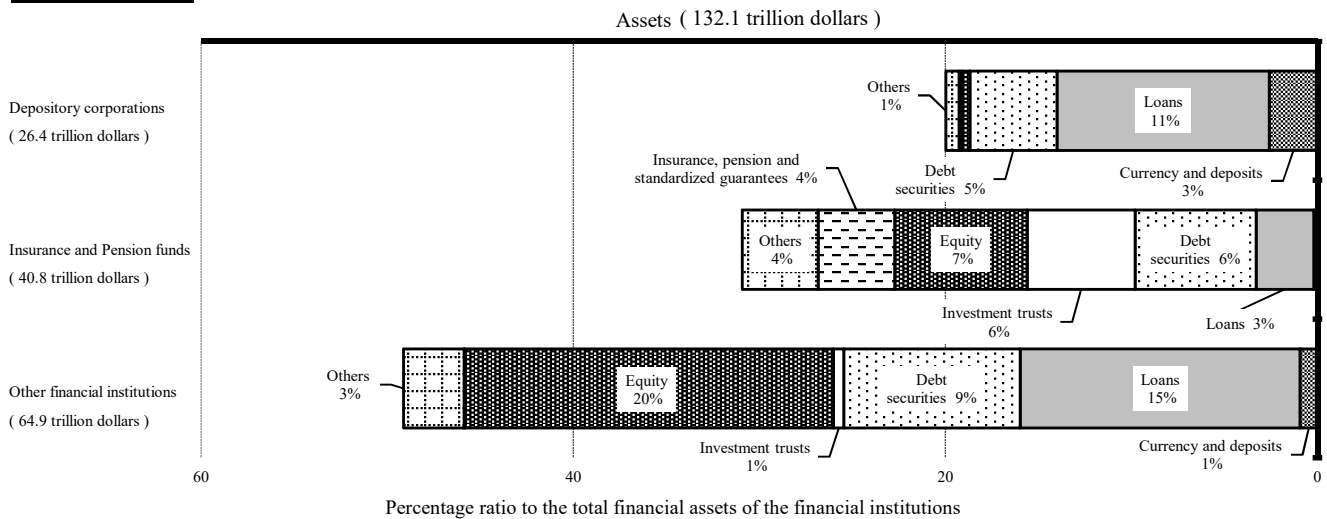 Assets ( 132.1 trillion dollars )
Depository corporations
( 26.4 trillion dollars )
Others
1%
Loans
11%
Debt
securities 5%
Currency and deposits
3%
Insurance, pension and
standardized guarantees 4%
Insurance and Pension funds
( 40.8 trillion dollars )
Others
4%
Equity
7%
Debt
securities 6%
Investment trusts
6%
Loans 3%
Other financial institutions
( 64.9 trillion dollars )
Others
3%
Equity
20%
Debt
securities 9%
Loans
15%
Investment trusts
1%
Currency and deposits
1%
60
40
20
0
Percentage ratio to the total financial assets of the financial institutions